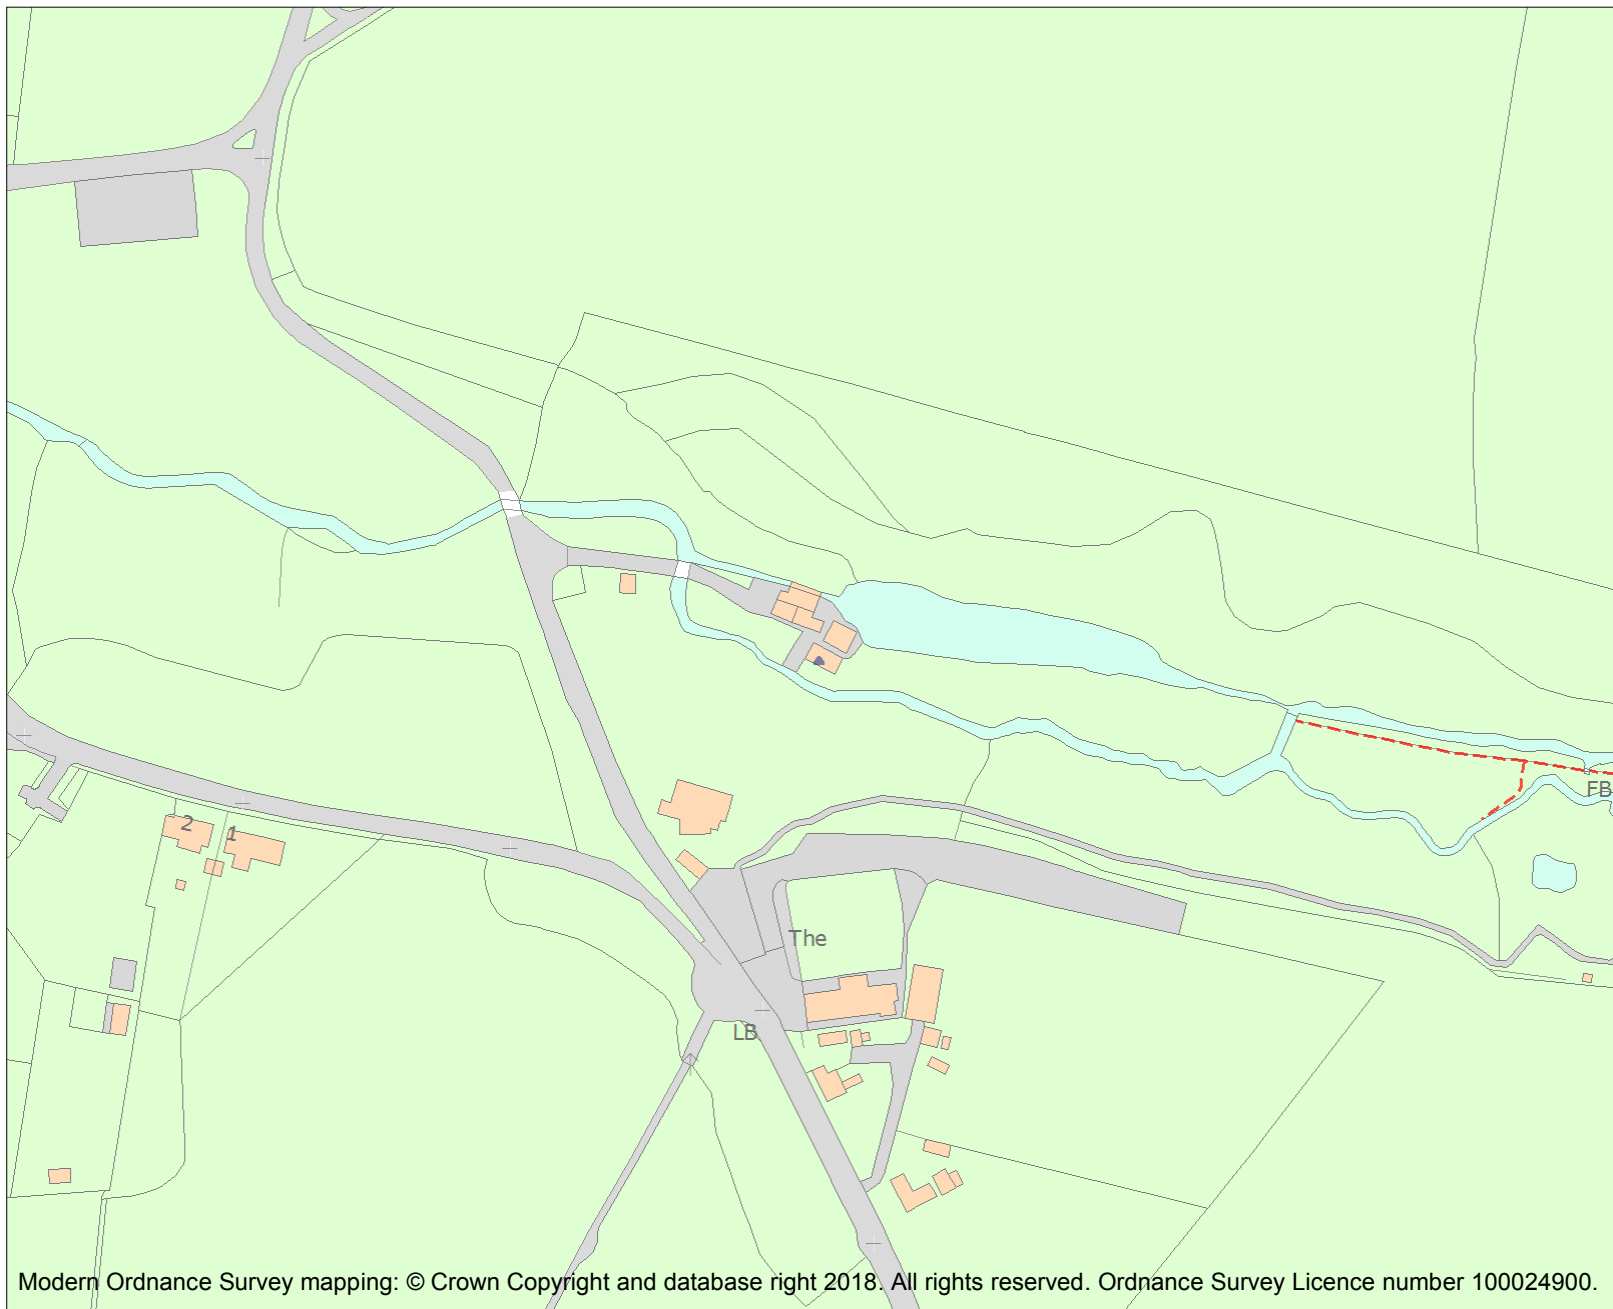 FB
2
1
The
LB
Modern Ordnance Survey mapping: © Crown Copyright and database right 2018. All rights reserved. Ordnance Survey Licence number 100024900.